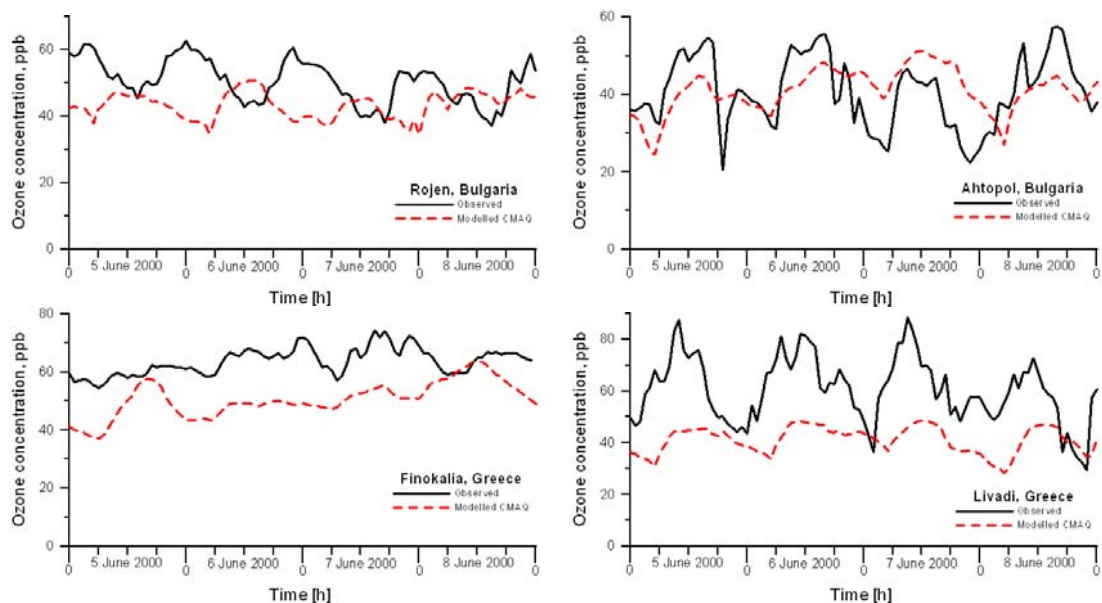 Ozone concentration, ppb
60
40
20
0
Rojen, Bulgaria
Observed
Modelled CMAQ
5 June 2000 6 June 2000 7 June 2000 8 June 2000
0 0 0 0 0
Time [h]
Ozone concentration, ppb
60
40
20
0
Ahtopol, Bulgaria
Observed
Modelled CMAQ
5 June 2000 6 June 2000 7 June 2000 8 June 2000
0 0 0 0 0
Time [h]
Ozone concentration, ppb
80
60
40
20
0
Finokalia, Greece
Observed
Modelled CMAQ
5 June 2000 6 June 2000 7 June 2000 8 June 2000
0 0 0 0 0
Time [h]
Ozone concentration, ppb
80
60
40
20
0
Livadi, Greece
Observed
Modelled CMAQ
5 June 2000 6 June 2000 7 June 2000 8 June 2000
0 0 0 0 0
Time [h]